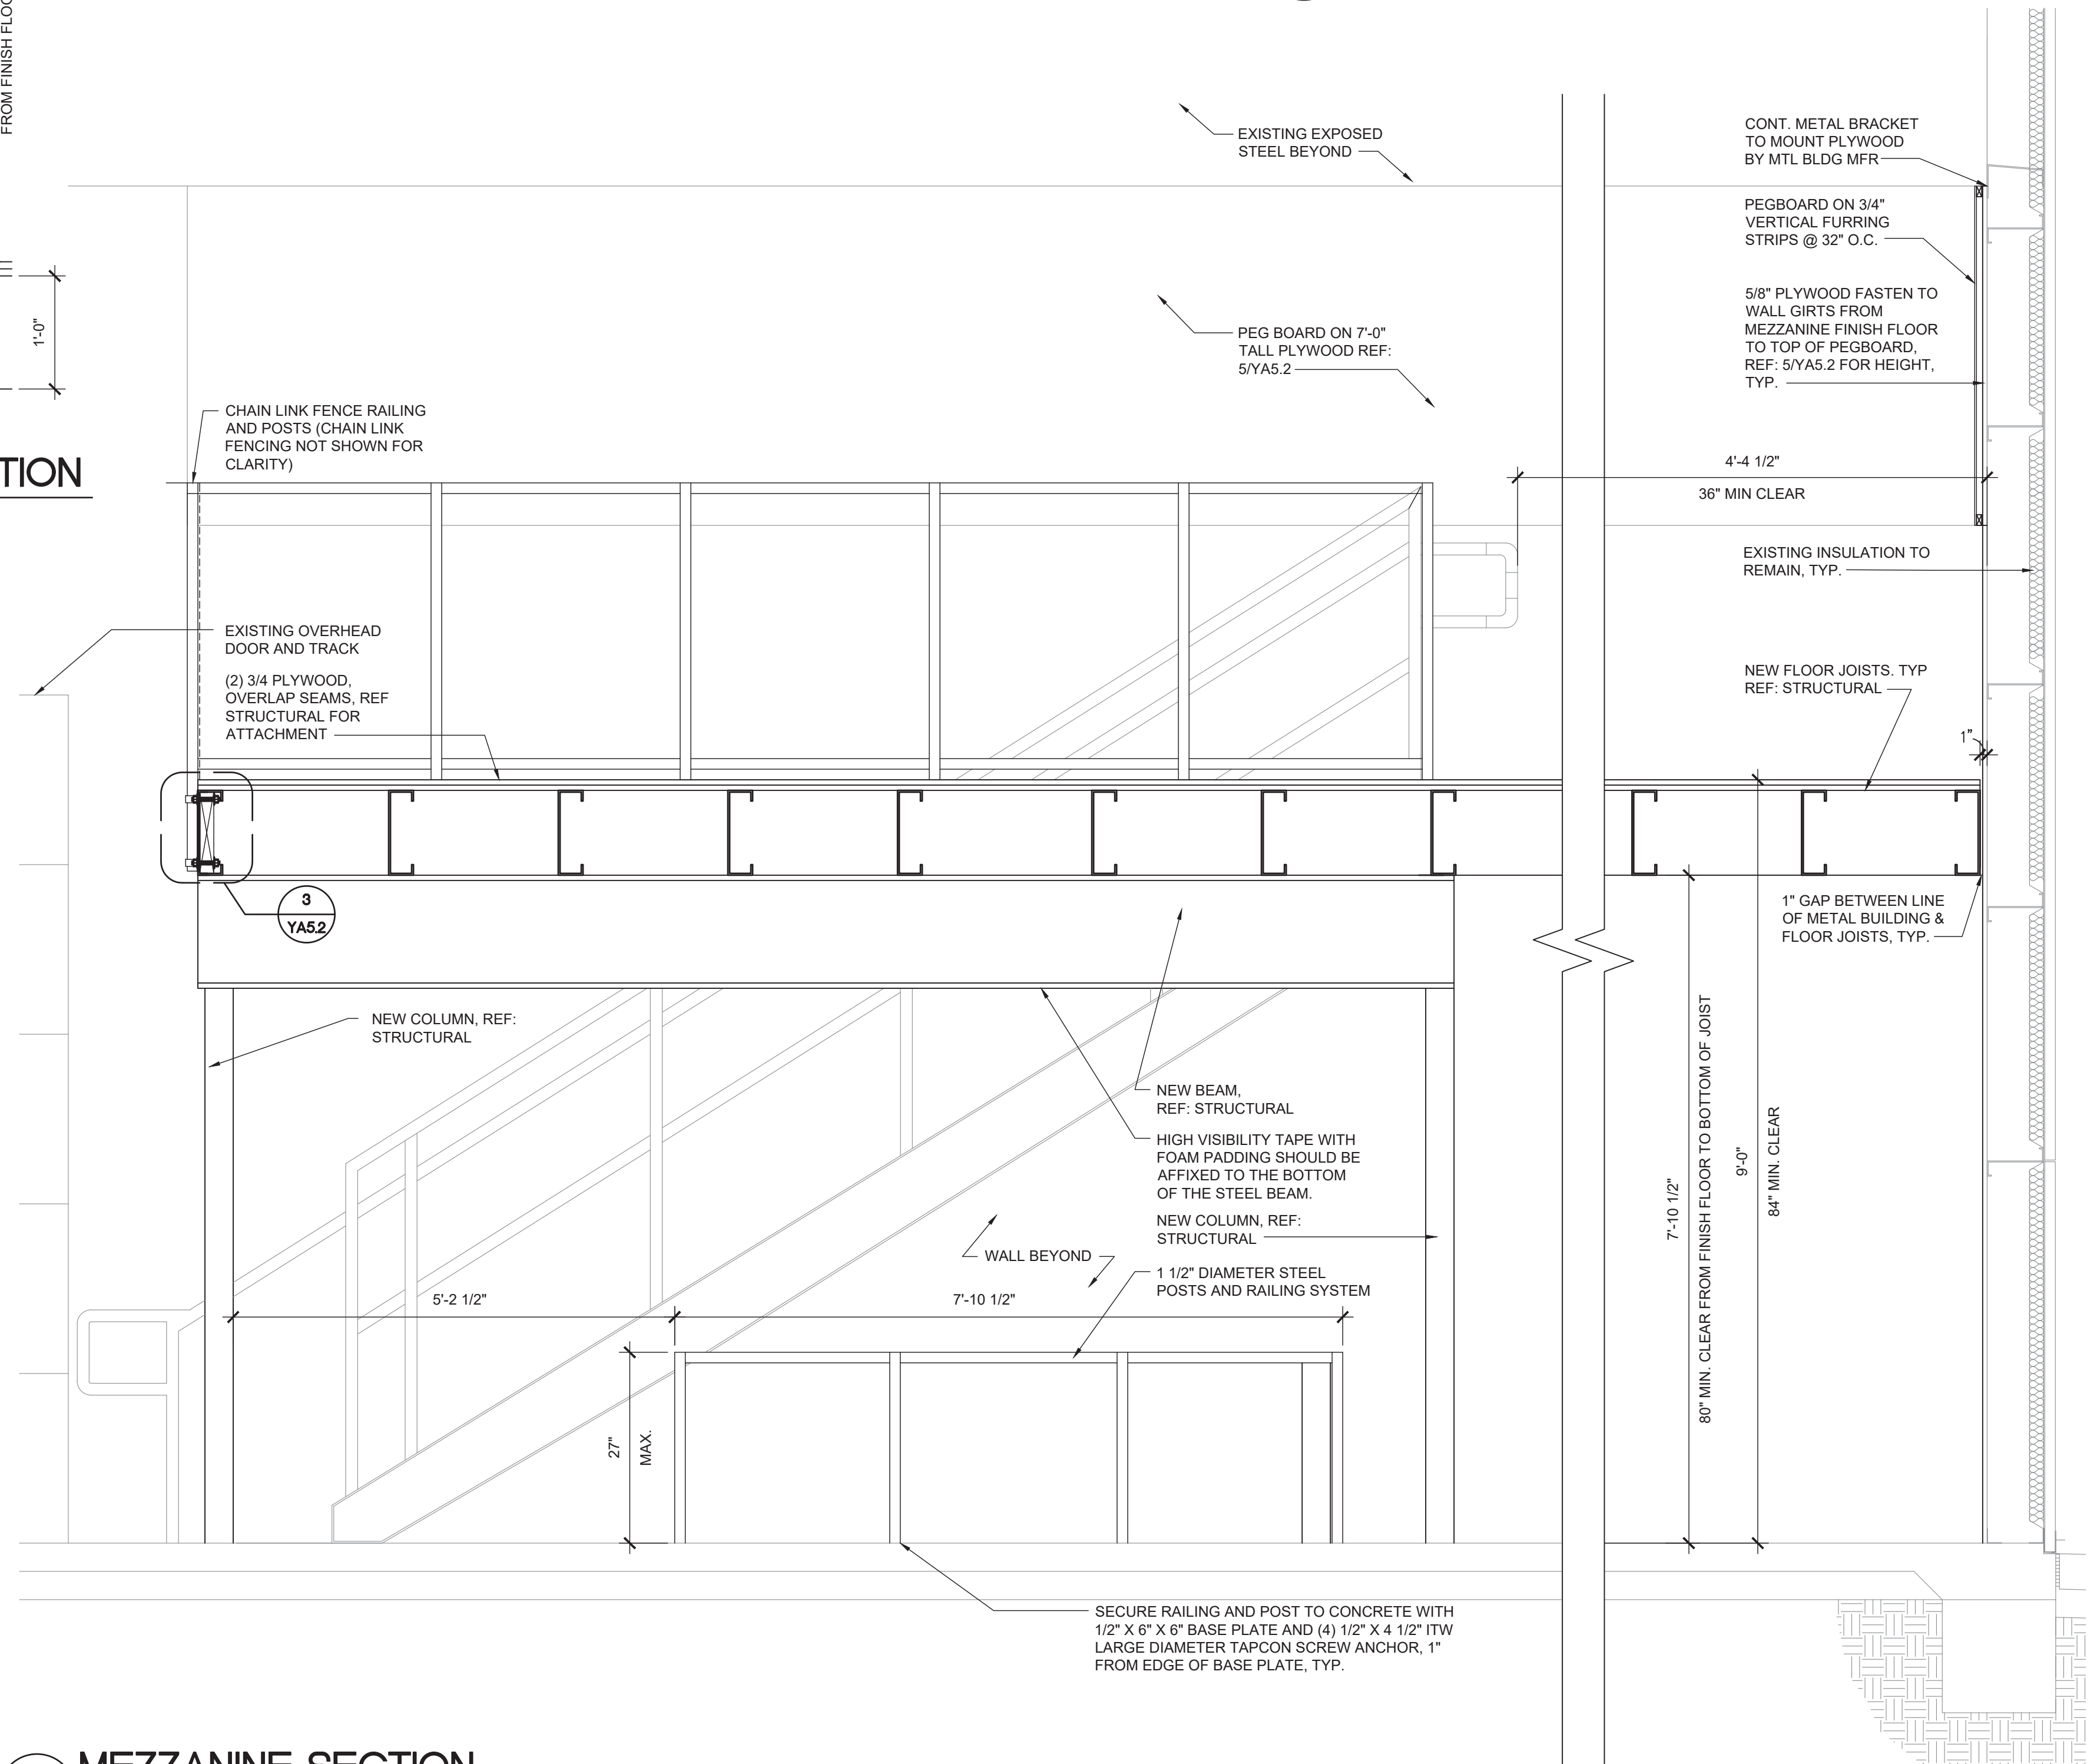 FROM FINISH FLOO
1'-0"
TION
EXISTING EXPOSED
STEEL BEYOND
CONT. METAL BRACKET
TO MOUNT PLYWOOD
BY MTL BLDG MFR
PEGBOARD ON 3/4"
VERTICAL FURRING
STRIPS @ 32" O.C.
5/8" PLYWOOD FASTEN TO
WALL GIRTS FROM
MEZZANINE FINISH FLOOR
TO TOP OF PEGBOARD,
REF: 5/YA5.2 FOR HEIGHT,
TYP.
PEG BOARD ON 7'-0"
TALL PLYWOOD REF:
5/YA5.2
CHAIN LINK FENCE RAILING
AND POSTS (CHAIN LINK
FENCING NOT SHOWN FOR
CLARITY)
4'-4 1/2"
36" MIN CLEAR
EXISTING INSULATION TO
REMAIN, TYP.
EXISTING OVERHEAD
DOOR AND TRACK
(2) 3/4 PLYWOOD,
OVERLAP SEAMS, REF
STRUCTURAL FOR
ATTACHMENT
NEW FLOOR JOISTS. TYP
REF: STRUCTURAL
1"
3
YA5.2
1" GAP BETWEEN LINE
OF METAL BUILDING &
FLOOR JOISTS, TYP.
NEW COLUMN, REF:
STRUCTURAL
NEW BEAM,
REF: STRUCTURAL
HIGH VISIBILITY TAPE WITH
FOAM PADDING SHOULD BE
AFFIXED TO THE BOTTOM
OF THE STEEL BEAM.
NEW COLUMN, REF:
STRUCTURAL
WALL BEYOND
1 1/2" DIAMETER STEEL
POSTS AND RAILING SYSTEM
5'-2 1/2"
7'-10 1/2"
27"
MAX.
7'-10 1/2"
80" MIN. CLEAR FROM FINISH FLOOR TO BOTTOM OF JOIST
9'-0"
84" MIN. CLEAR
SECURE RAILING AND POST TO CONCRETE WITH
1/2" X 6" X 6" BASE PLATE AND (4) 1/2" X 4 1/2" ITW
LARGE DIAMETER TAPCON SCREW ANCHOR, 1"
FROM EDGE OF BASE PLATE, TYP.
MEZZANINE SECTION